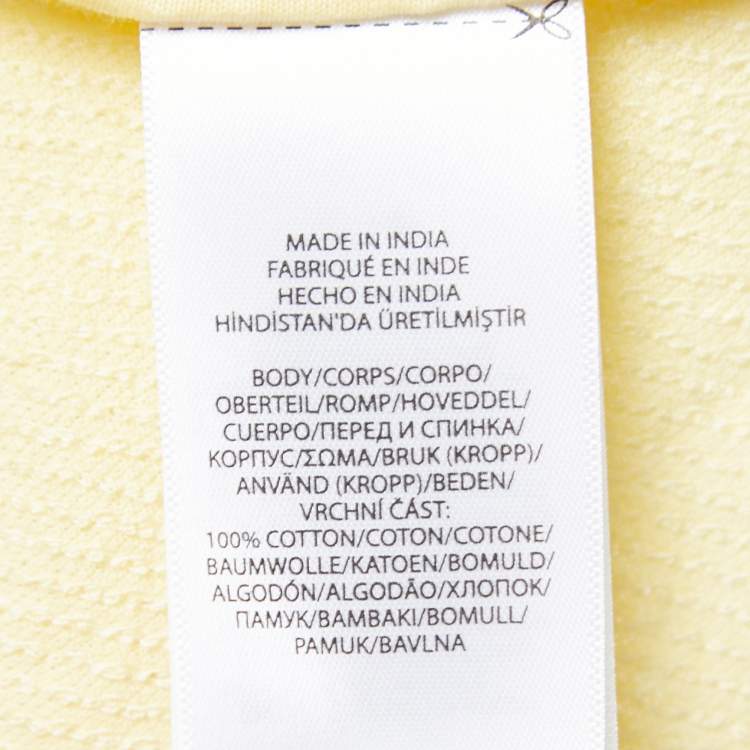 MADE IN INDIA
FABRIQUÉ EN INDE
HECHO EN INDIA
HİNDİSTAN'DA ÜRETİLMİŞTİR
BODY/CORPS/CORPO/
OBERTEIL/ROMP/HOVEDDEL/
CUERPO/ПЕРЕД И СПИНКА/
КОРПУС/ΣΩΜΑ/BRUK (KROPP)/
ANVÄND (KROPP)/BEDEN/
VRCHNÍ ČÁST:
100% COTTON/COTON/COTONE/
BAUMWOLLE/KATOEN/BOMULD/
ALGODÓN/ALGODÃO/ХЛОПОК/
ПАМУК/ΒΑΜΒΑΚΙ/BOMULL/
PAMUK/BAVLNA